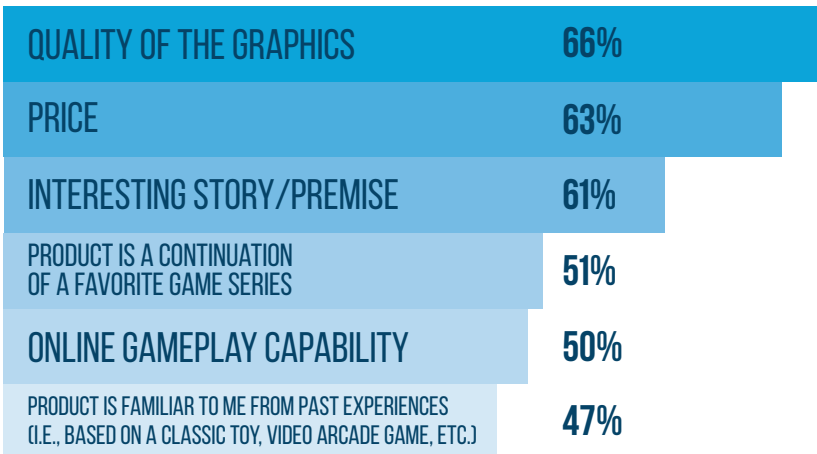 QUALITY OF THE GRAPHICS 66%
PRICE 63%
INTERESTING STORY/PREMISE 61%
PRODUCT IS A CONTINUATION
OF A FAVORITE GAME SERIES 51%
ONLINE GAMEPLAY CAPABILITY 50%
PRODUCT IS FAMILIAR TO ME FROM PAST EXPERIENCES
(I.E., BASED ON A CLASSIC TOY, VIDEO ARCADE GAME, ETC.) 47%